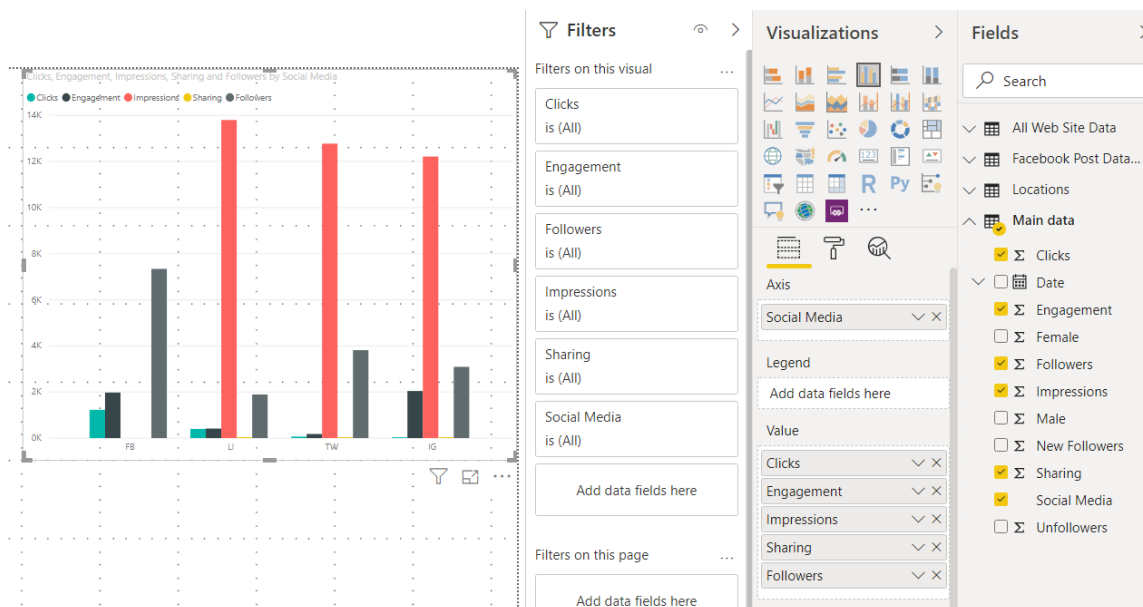 Clicks, Engagement, Impressions, Sharing and Followers by Social Media
Clicks Engagement Impressions Sharing Followers
14K
12K
10K
8K
6K
4K
2K
0K
FB LI TW IG
Filters
Filters on this visual
...
Clicks
is (All)
Engagement
is (All)
Followers
is (All)
Impressions
is (All)
Sharing
is (All)
Social Media
is (All)
Add data fields here
Filters on this page
...
Add data fields here
Visualizations
123
R Py
...
Axis
Social Media
Legend
Add data fields here
Value
Clicks
Engagement
Impressions
Sharing
Followers
Fields
Search
All Web Site Data
Facebook Post Data...
Locations
Main data
Σ Clicks
Date
Σ Engagement
Σ Female
Σ Followers
Σ Impressions
Σ Male
Σ New Followers
Σ Sharing
Social Media
Σ Unfollowers